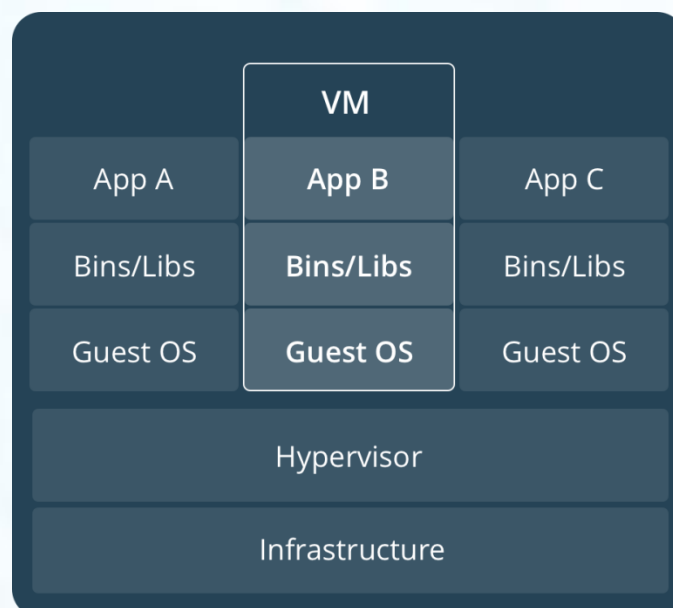 VM
App A
App B
App C
Bins/Libs
Bins/Libs
Bins/Libs
Guest OS
Guest OS
Guest OS
Hypervisor
Infrastructure